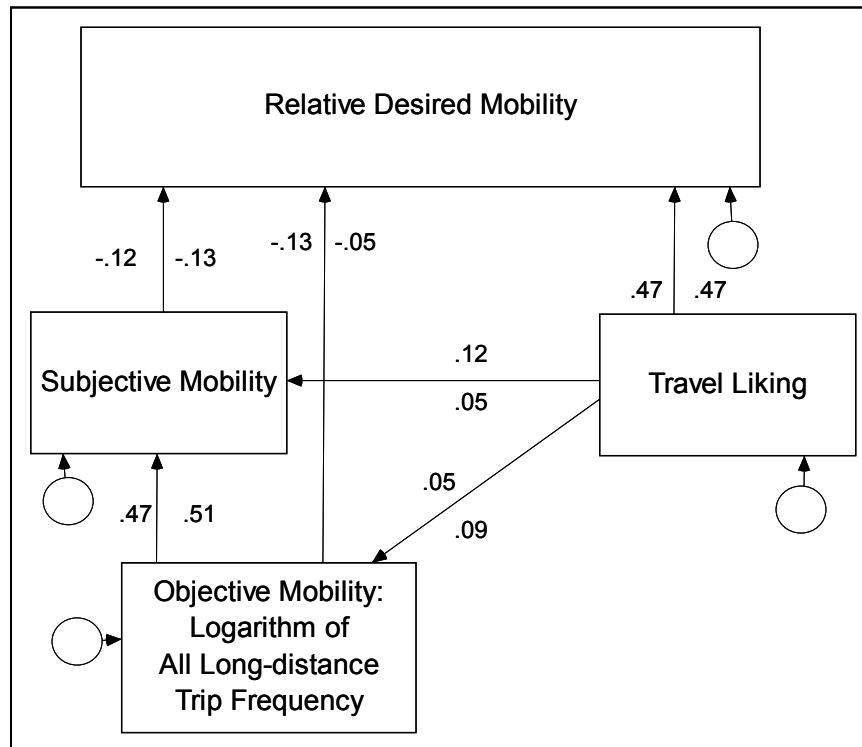 Relative Desired Mobility
-.12 -.13
-.13 -.05
.47 .47
Subjective Mobility
.12
.05
Travel Liking
.47 .51
.05
.09
Objective Mobility:
Logarithm of
All Long-distance
Trip Frequency